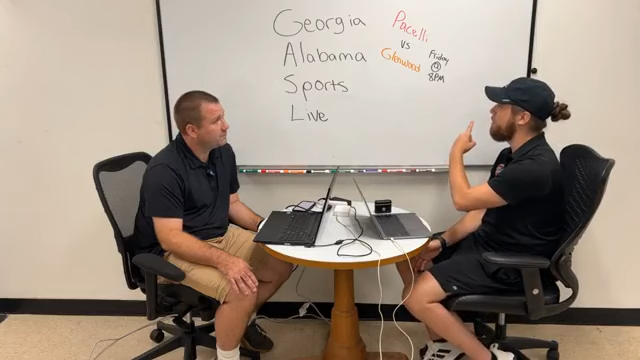 Georgia
Alabama
Sports
Live
Pacelli
vs
Glenwood
Friday
@
8PM